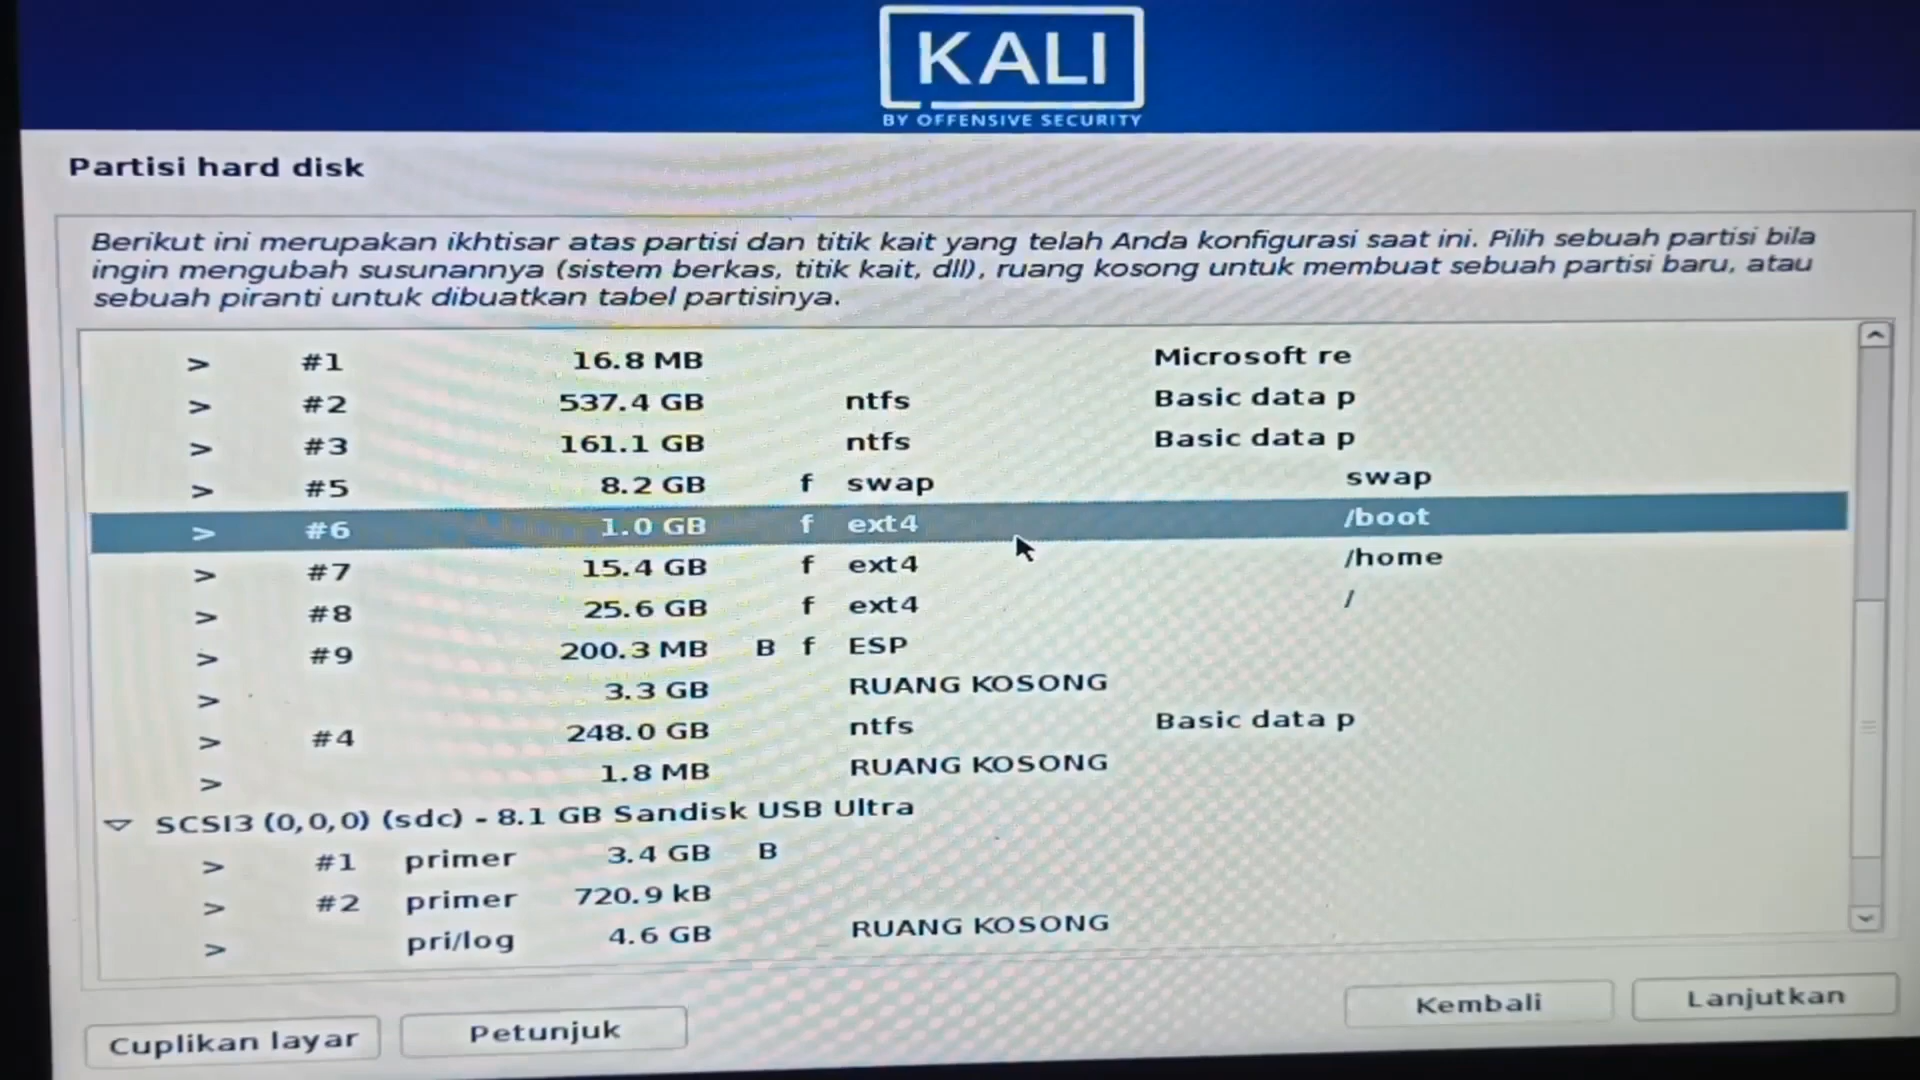 KALI
BY OFFENSIVE SECURITY
Partisi hard disk
Berikut ini merupakan ikhtisar atas partisi dan titik kait yang telah Anda konfigurasi saat ini. Pilih sebuah partisi bila
ingin mengubah susunannya (sistem berkas, titik kait, dll), ruang kosong untuk membuat sebuah partisi baru, atau
sebuah piranti untuk dibuatkan tabel partisinya.
> #1 16.8 MB Microsoft re
> #2 537.4 GB ntfs Basic data p
> #3 161.1 GB ntfs Basic data p
> #5 8.2 GB f swap swap
> #6 1.0 GB f ext4 /boot
> #7 15.4 GB f ext4 /home
> #8 25.6 GB f ext4 /
> #9 200.3 MB B f ESP
> 3.3 GB RUANG KOSONG
> #4 248.0 GB ntfs Basic data p
> 1.8 MB RUANG KOSONG
SCSI3 (0,0,0) (sdc) - 8.1 GB Sandisk USB Ultra
> #1 primer 3.4 GB B
> #2 primer 720.9 kB
> pri/log 4.6 GB RUANG KOSONG
Cuplikan layar Petunjuk Kembali Lanjutkan